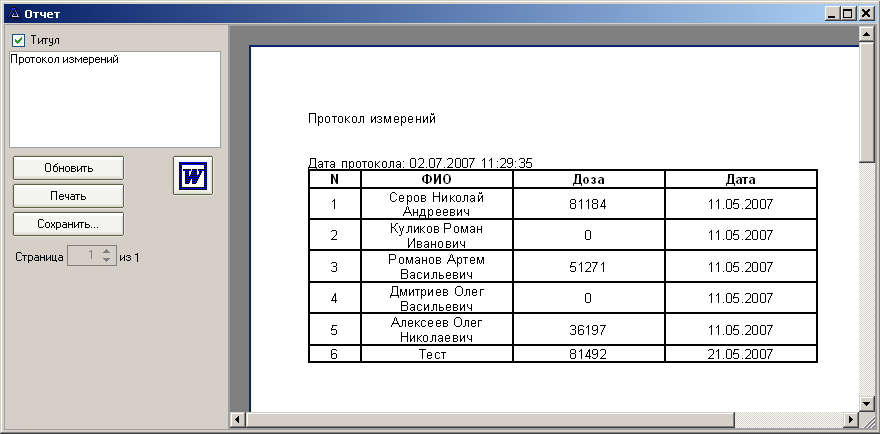 Отчет
Титул
Протокол измерений
Обновить
Печать
Сохранить...
W
Страница 1 из 1
Протокол измерений
Дата протокола: 02.07.2007 11:29:35
N ФИО Доза Дата
1 Серов Николай Андреевич 81184 11.05.2007
2 Куликов Роман Иванович 0 11.05.2007
3 Романов Артем Васильевич 51271 11.05.2007
4 Дмитриев Олег Васильевич 0 11.05.2007
5 Алексеев Олег Николаевич 36197 11.05.2007
6 Тест 81492 21.05.2007